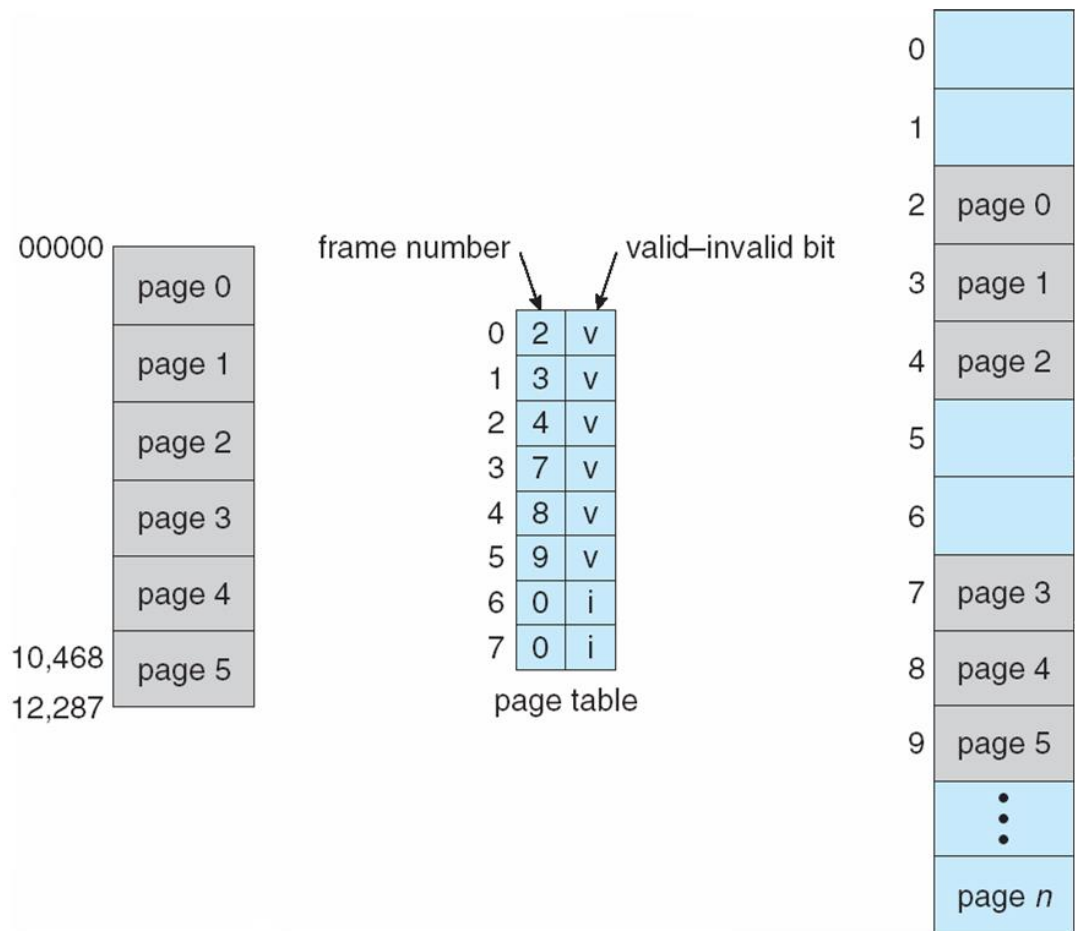 00000
page 0
page 1
page 2
page 3
page 4
10,468
page 5
12,287
frame number
valid–invalid bit
0 2 v
1 3 v
2 4 v
3 7 v
4 8 v
5 9 v
6 0 i
7 0 i
page table
0
1
2 page 0
3 page 1
4 page 2
5
6
7 page 3
8 page 4
9 page 5
page n